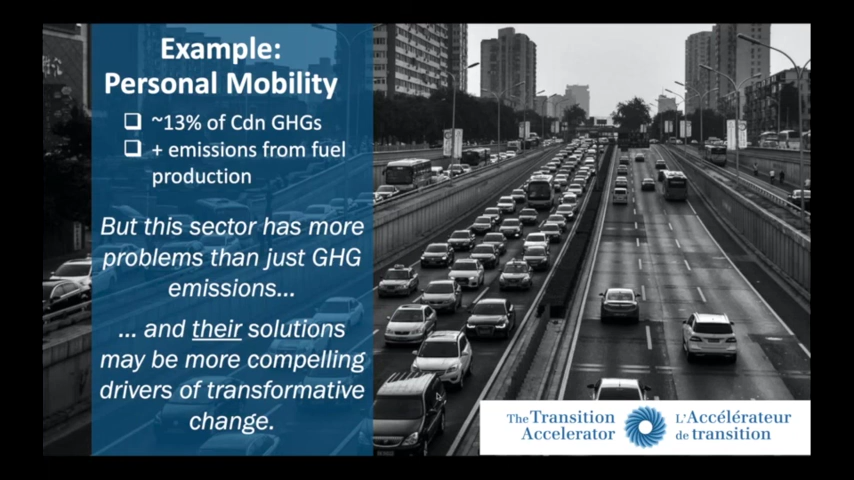 Example:
Personal Mobility
❑ ~13% of Cdn GHGs
❑ + emissions from fuel
production
But this sector has more
problems than just GHG
emissions...
... and their solutions
may be more compelling
drivers of transformative
change.
The Transition
Accelerator
L'Accélérateur
de transition